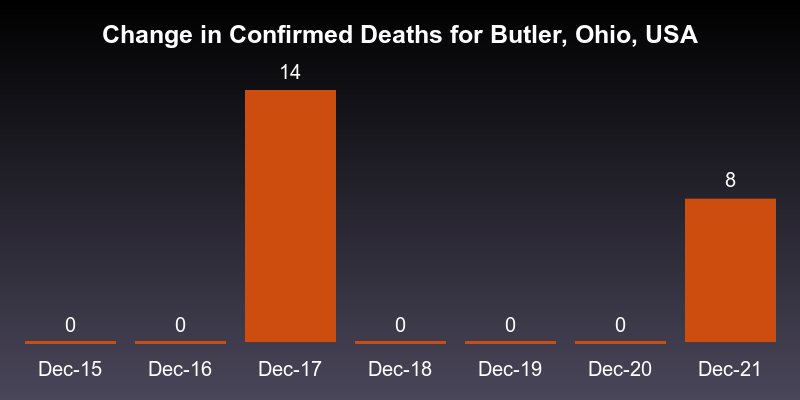 Change in Confirmed Deaths for Butler, Ohio, USA
14
8
0 0 0 0 0
Dec-15 Dec-16 Dec-17 Dec-18 Dec-19 Dec-20 Dec-21